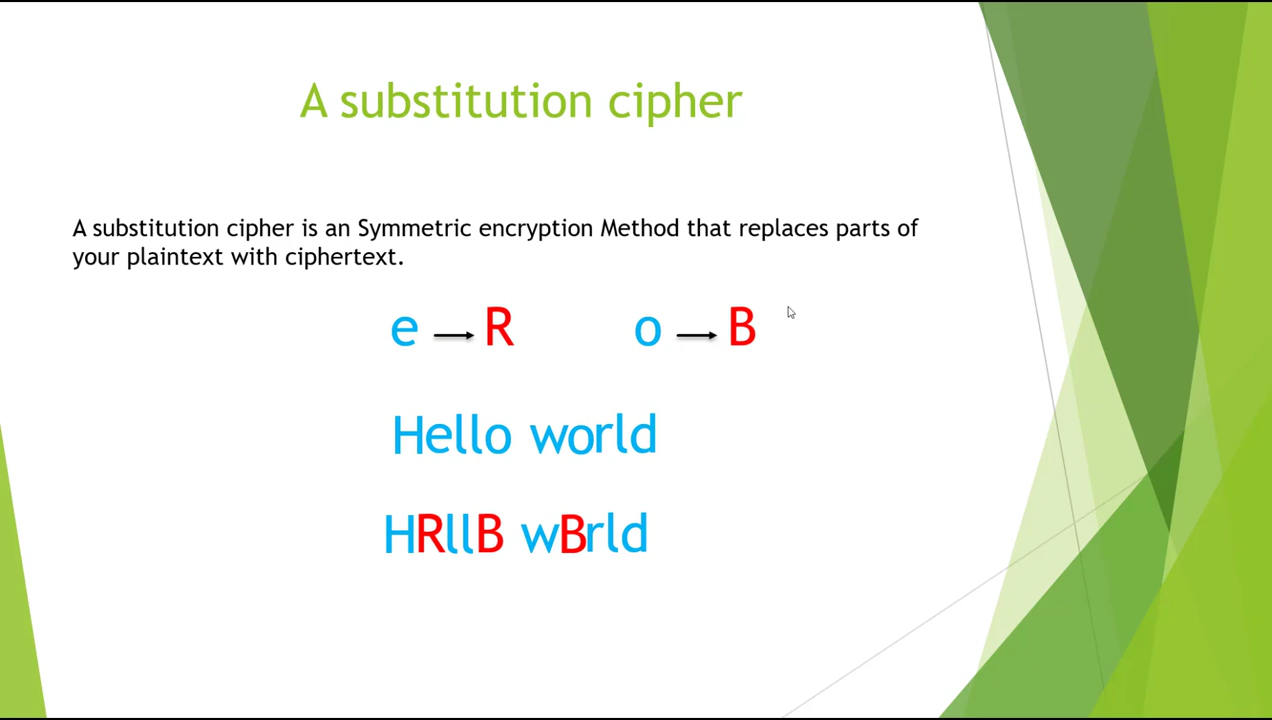 A substitution cipher
A substitution cipher is an Symmetric encryption Method that replaces parts of
your plaintext with ciphertext.
e → R o → B
Hello world
HRllB wBrld